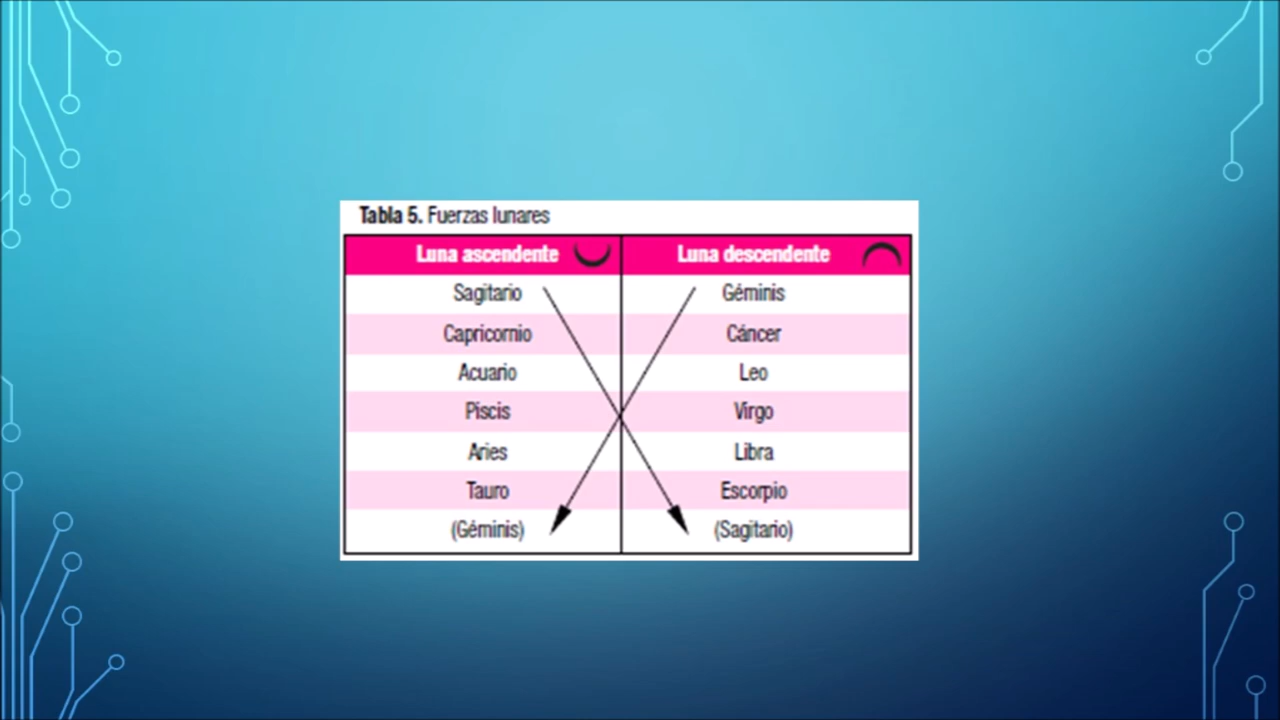 Tabla 5. Fuerzas lunares
Luna ascendente Luna descendente
Sagitario Géminis
Capricornio Cáncer
Acuario Leo
Piscis Virgo
Aries Libra
Tauro Escorpio
(Géminis) (Sagitario)